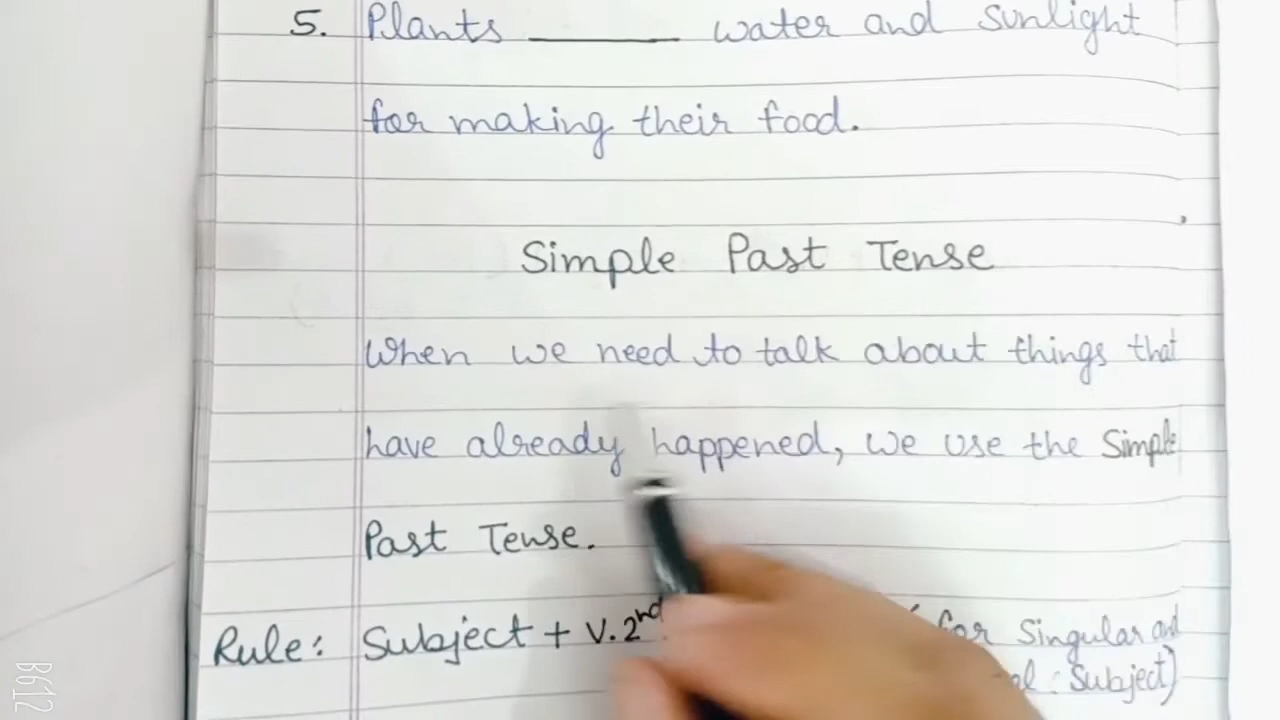 5. Plants ______ water and sunlight
for making their food.
Simple Past Tense
When we need to talk about things that
have already happened, we use the Simple
Past Tense.
Rule: Subject + V.2nd for Singular and
: Subject)
B612